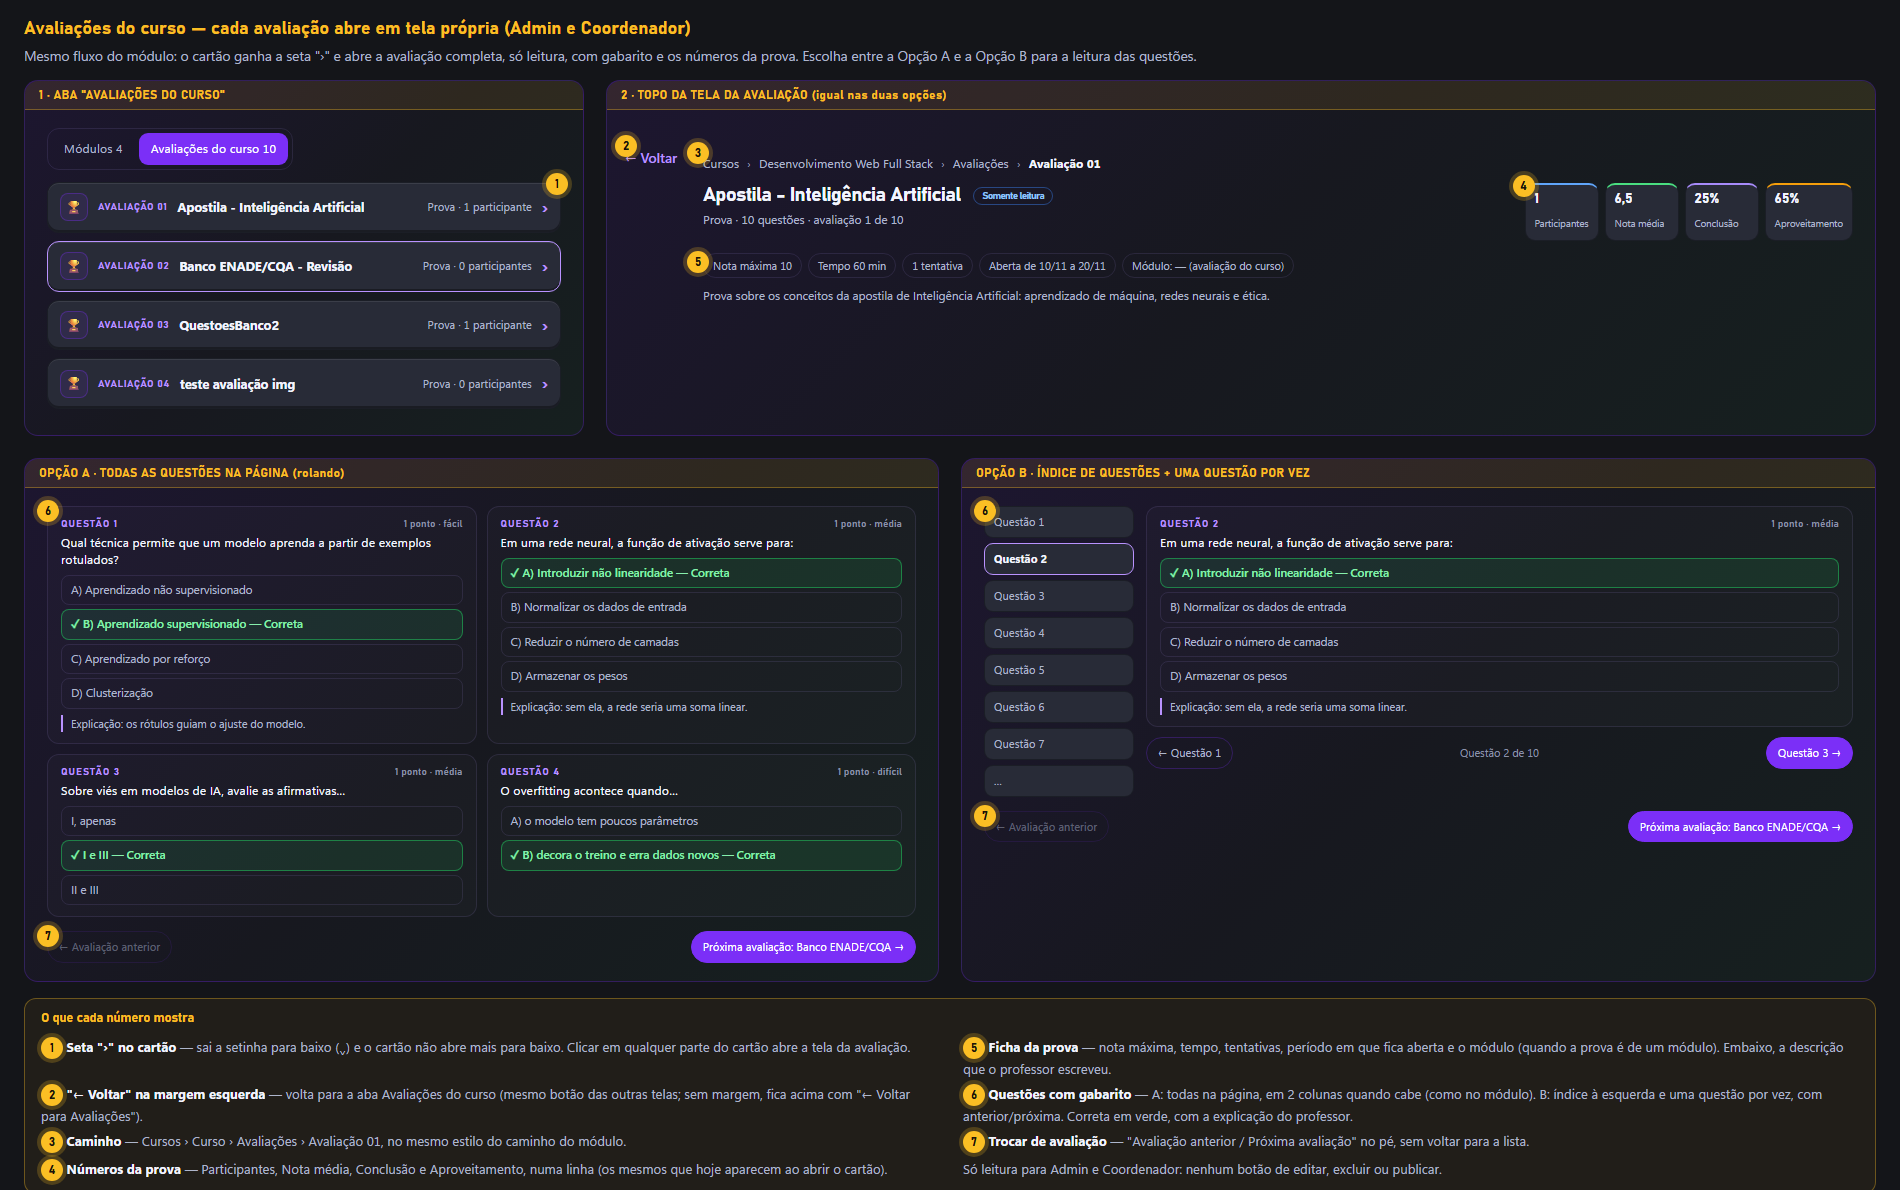 Avaliações do curso — cada avaliação abre em tela própria (Admin e Coordenador)
Mesmo fluxo do módulo: o cartão ganha a seta "›" e abre a avaliação completa, só leitura, com gabarito e os números da prova. Escolha entre a Opção A e a Opção B para a leitura das questões.
1 · ABA "AVALIAÇÕES DO CURSO"
Módulos 4
Avaliações do curso 10
1
AVALIAÇÃO 01 Apostila - Inteligência Artificial Prova · 1 participante ›
AVALIAÇÃO 02 Banco ENADE/CQA - Revisão Prova · 0 participantes ›
AVALIAÇÃO 03 QuestoesBanco2 Prova · 1 participante ›
AVALIAÇÃO 04 teste avaliação img Prova · 0 participantes ›
2 · TOPO DA TELA DA AVALIAÇÃO (igual nas duas opções)
2
← Voltar
3
Cursos › Desenvolvimento Web Full Stack › Avaliações › Avaliação 01
Apostila - Inteligência Artificial Somente leitura
Prova · 10 questões · avaliação 1 de 10
4
1
Participantes
6,5
Nota média
25%
Conclusão
65%
Aproveitamento
5
Nota máxima 10
Tempo 60 min
1 tentativa
Aberta de 10/11 a 20/11
Módulo: — (avaliação do curso)
Prova sobre os conceitos da apostila de Inteligência Artificial: aprendizado de máquina, redes neurais e ética.
OPÇÃO A · TODAS AS QUESTÕES NA PÁGINA (rolando)
6
QUESTÃO 1 1 ponto · fácil
Qual técnica permite que um modelo aprenda a partir de exemplos
rotulados?
A) Aprendizado não supervisionado
✓ B) Aprendizado supervisionado — Correta
C) Aprendizado por reforço
D) Clusterização
Explicação: os rótulos guiam o ajuste do modelo.
QUESTÃO 2 1 ponto · média
Em uma rede neural, a função de ativação serve para:
✓ A) Introduzir não linearidade — Correta
B) Normalizar os dados de entrada
C) Reduzir o número de camadas
D) Armazenar os pesos
Explicação: sem ela, a rede seria uma soma linear.
QUESTÃO 3 1 ponto · média
Sobre viés em modelos de IA, avalie as afirmativas...
I, apenas
✓ I e III — Correta
II e III
QUESTÃO 4 1 ponto · difícil
O overfitting acontece quando...
A) o modelo tem poucos parâmetros
✓ B) decora o treino e erra dados novos — Correta
7
← Avaliação anterior
Próxima avaliação: Banco ENADE/CQA →
OPÇÃO B · ÍNDICE DE QUESTÕES + UMA QUESTÃO POR VEZ
6
Questão 1
Questão 2
Questão 3
Questão 4
Questão 5
Questão 6
Questão 7
...
QUESTÃO 2 1 ponto · média
Em uma rede neural, a função de ativação serve para:
✓ A) Introduzir não linearidade — Correta
B) Normalizar os dados de entrada
C) Reduzir o número de camadas
D) Armazenar os pesos
Explicação: sem ela, a rede seria uma soma linear.
← Questão 1
Questão 2 de 10
Questão 3 →
7
← Avaliação anterior
Próxima avaliação: Banco ENADE/CQA →
O que cada número mostra
1 Seta "›" no cartão — sai a setinha para baixo (⌄) e o cartão não abre mais para baixo. Clicar em qualquer parte do cartão abre a tela da avaliação.
2 "← Voltar" na margem esquerda — volta para a aba Avaliações do curso (mesmo botão das outras telas; sem margem, fica acima com "← Voltar
para Avaliações").
3 Caminho — Cursos › Curso › Avaliações › Avaliação 01, no mesmo estilo do caminho do módulo.
4 Números da prova — Participantes, Nota média, Conclusão e Aproveitamento, numa linha (os mesmos que hoje aparecem ao abrir o cartão).
5 Ficha da prova — nota máxima, tempo, tentativas, período em que fica aberta e o módulo (quando a prova é de um módulo). Embaixo, a descrição
que o professor escreveu.
6 Questões com gabarito — A: todas na página, em 2 colunas quando cabe (como no módulo). B: índice à esquerda e uma questão por vez, com
anterior/próxima. Correta em verde, com a explicação do professor.
7 Trocar de avaliação — "Avaliação anterior / Próxima avaliação" no pé, sem voltar para a lista.
Só leitura para Admin e Coordenador: nenhum botão de editar, excluir ou publicar.